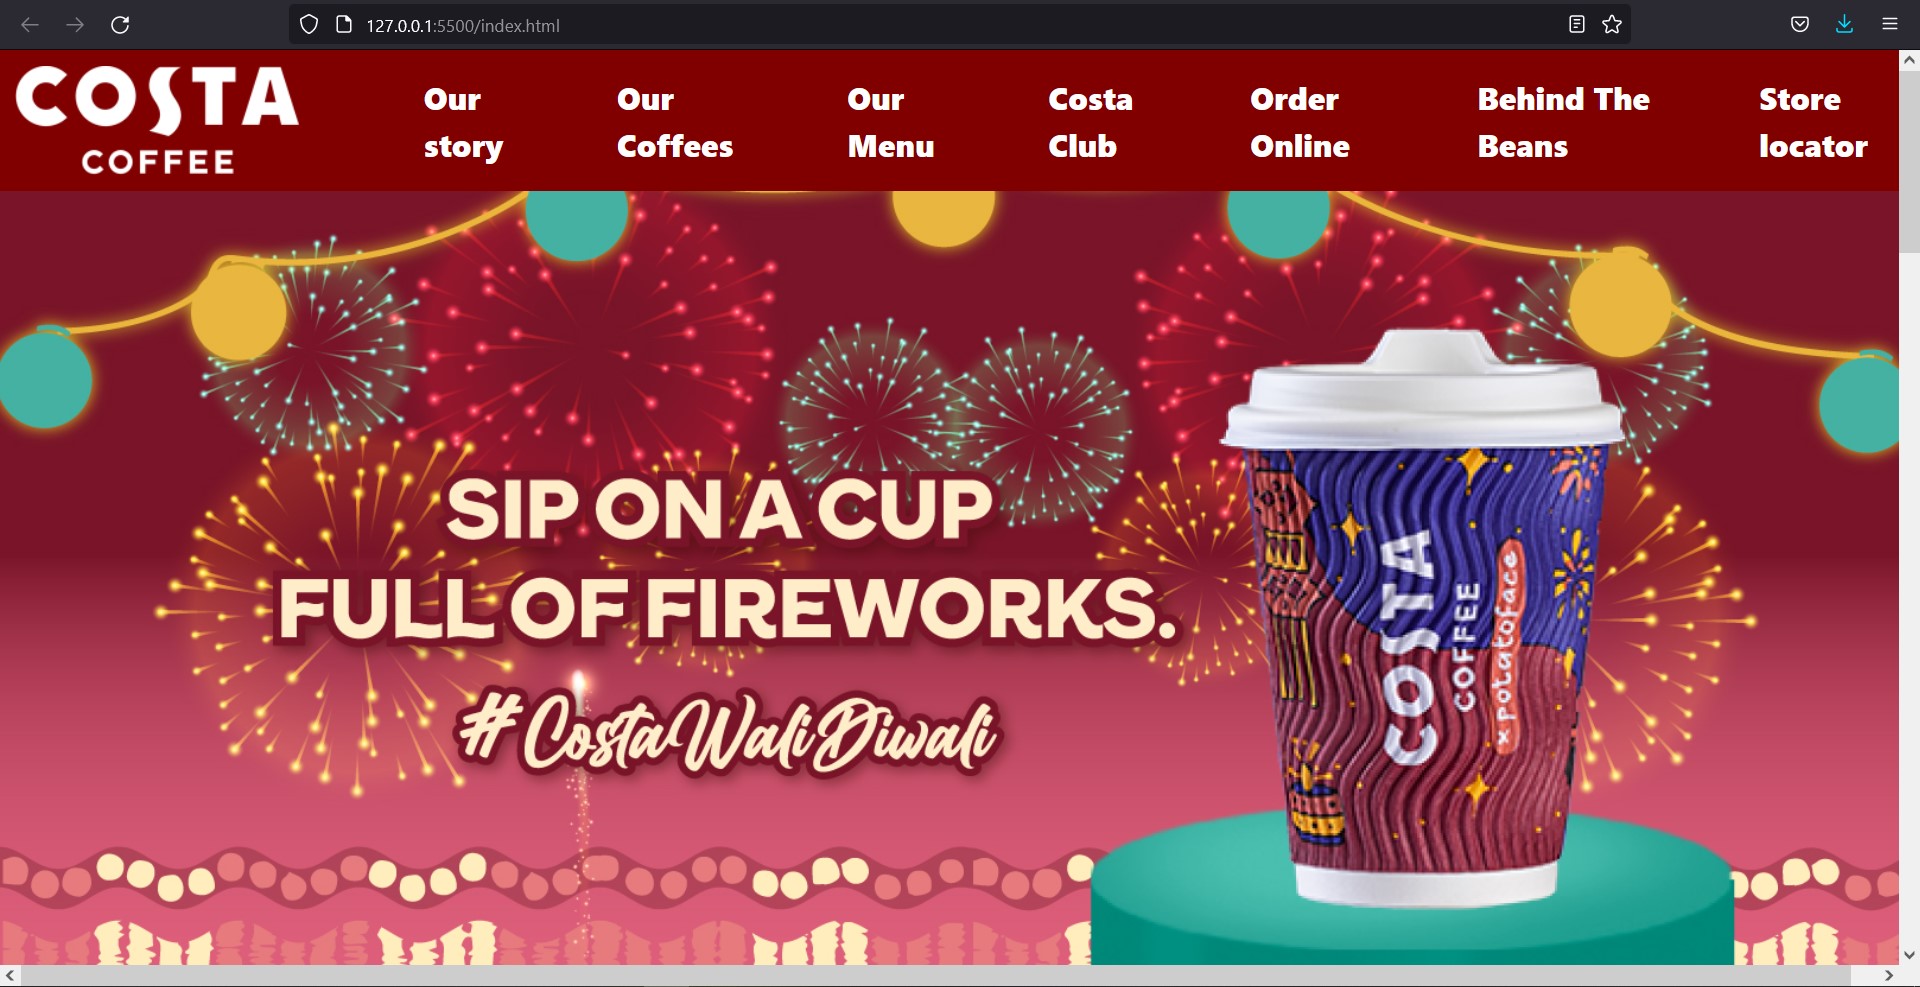 127.0.0.1:5500/index.html
COSTA
COFFEE
Our story
Our Coffees
Our Menu
Costa Club
Order Online
Behind The Beans
Store locator
SIP ON A CUP
FULL OF FIREWORKS.
#CostaWaliDiwali
COSTA
COFFEE
x potatoface